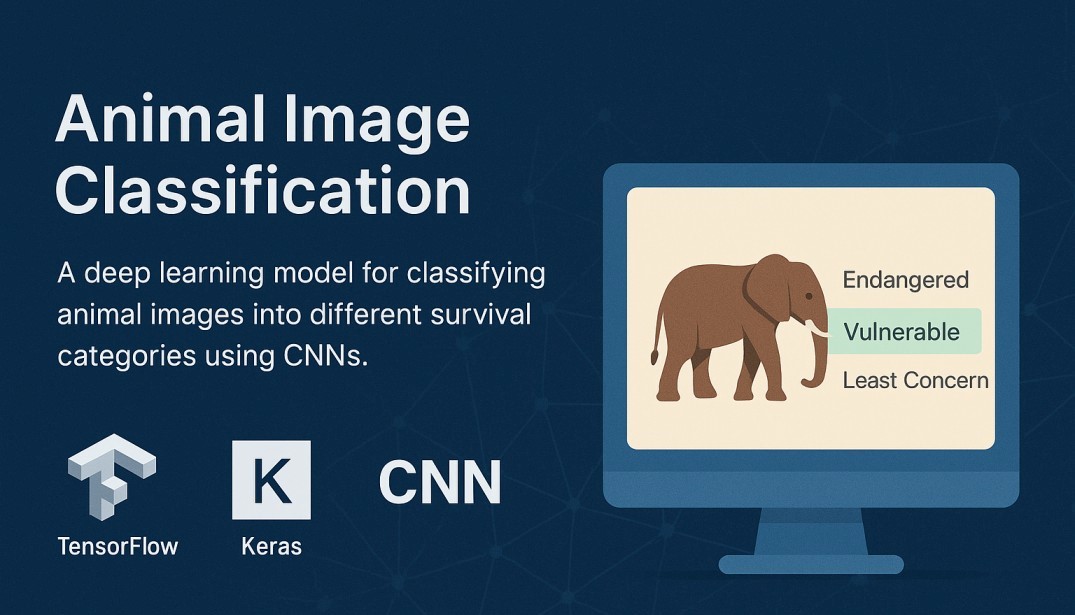 Animal Image
Classification
A deep learning model for classifying
animal images into different survival
categories using CNNs.
TensorFlow
K
Keras
CNN
Endangered
Vulnerable
Least Concern